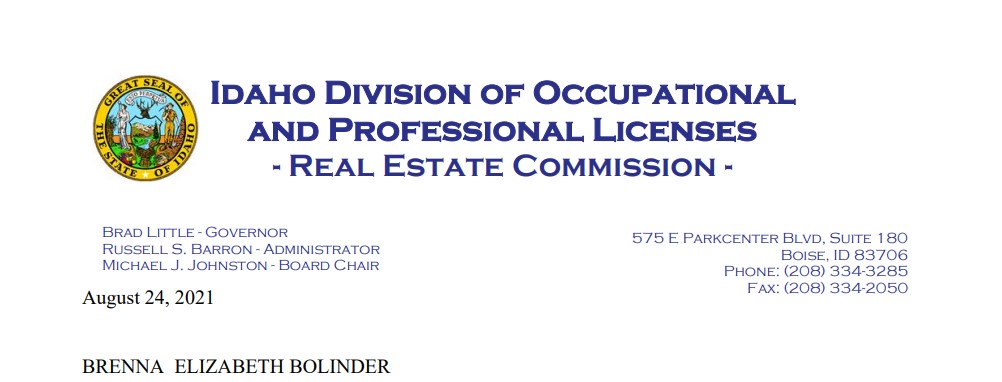 GREAT SEAL OF
THE STATE OF IDAHO
IDAHO DIVISION OF OCCUPATIONAL
AND PROFESSIONAL LICENSES
- REAL ESTATE COMMISSION -
BRAD LITTLE - GOVERNOR
RUSSELL S. BARRON - ADMINISTRATOR
MICHAEL J. JOHNSTON - BOARD CHAIR
575 E PARKCENTER BLVD, SUITE 180
BOISE, ID 83706
PHONE: (208) 334-3285
FAX: (208) 334-2050
August 24, 2021
BRENNA  ELIZABETH BOLINDER